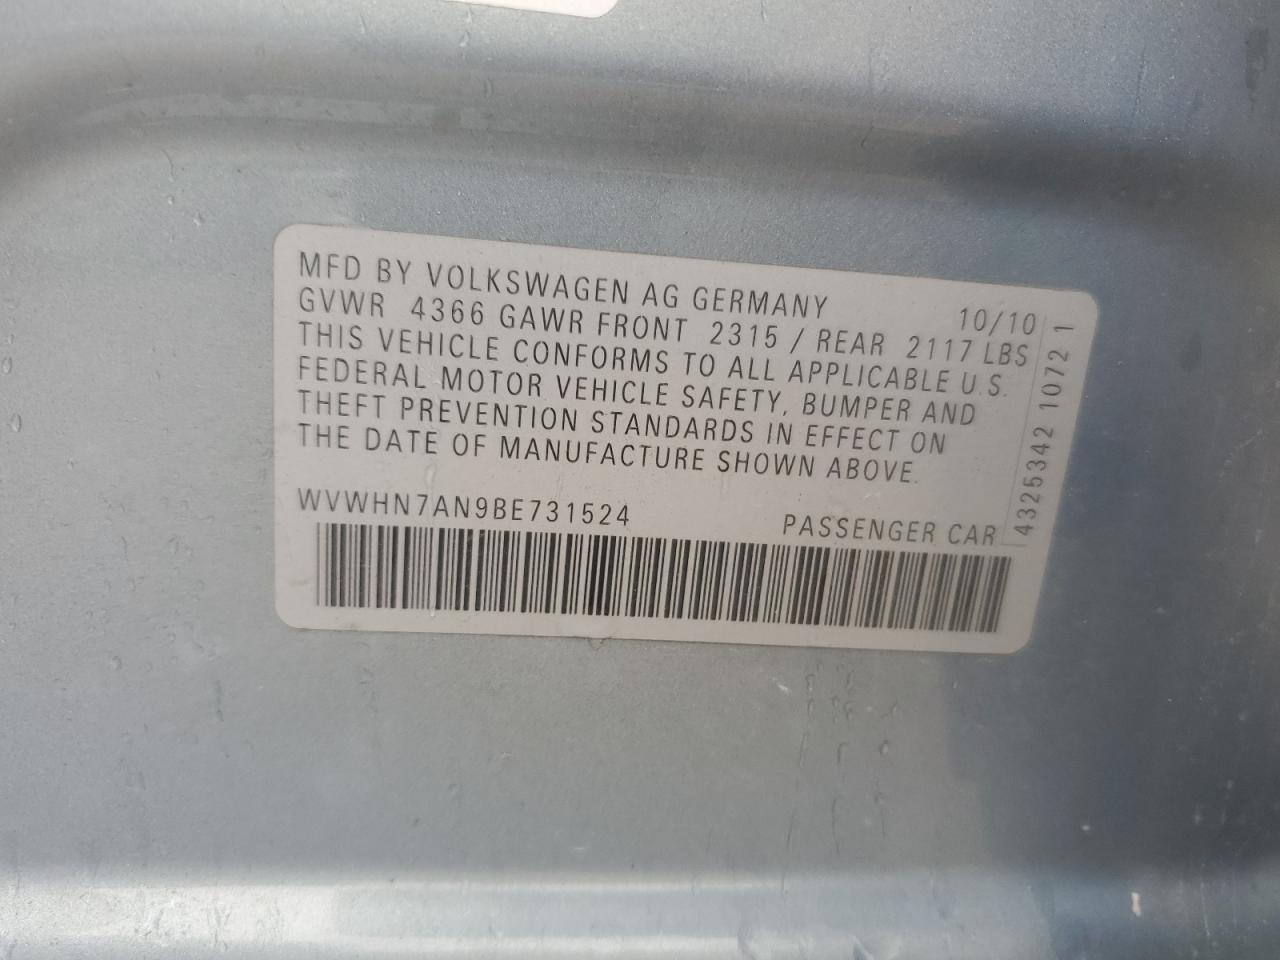 MFD BY VOLKSWAGEN AG GERMANY 10/10
GVWR 4366 GAWR FRONT 2315 / REAR 2117 LBS
THIS VEHICLE CONFORMS TO ALL APPLICABLE U.S.
FEDERAL MOTOR VEHICLE SAFETY, BUMPER AND
THEFT PREVENTION STANDARDS IN EFFECT ON
THE DATE OF MANUFACTURE SHOWN ABOVE.
WVWHN7AN9BE731524 PASSENGER CAR
4325342 1072 1